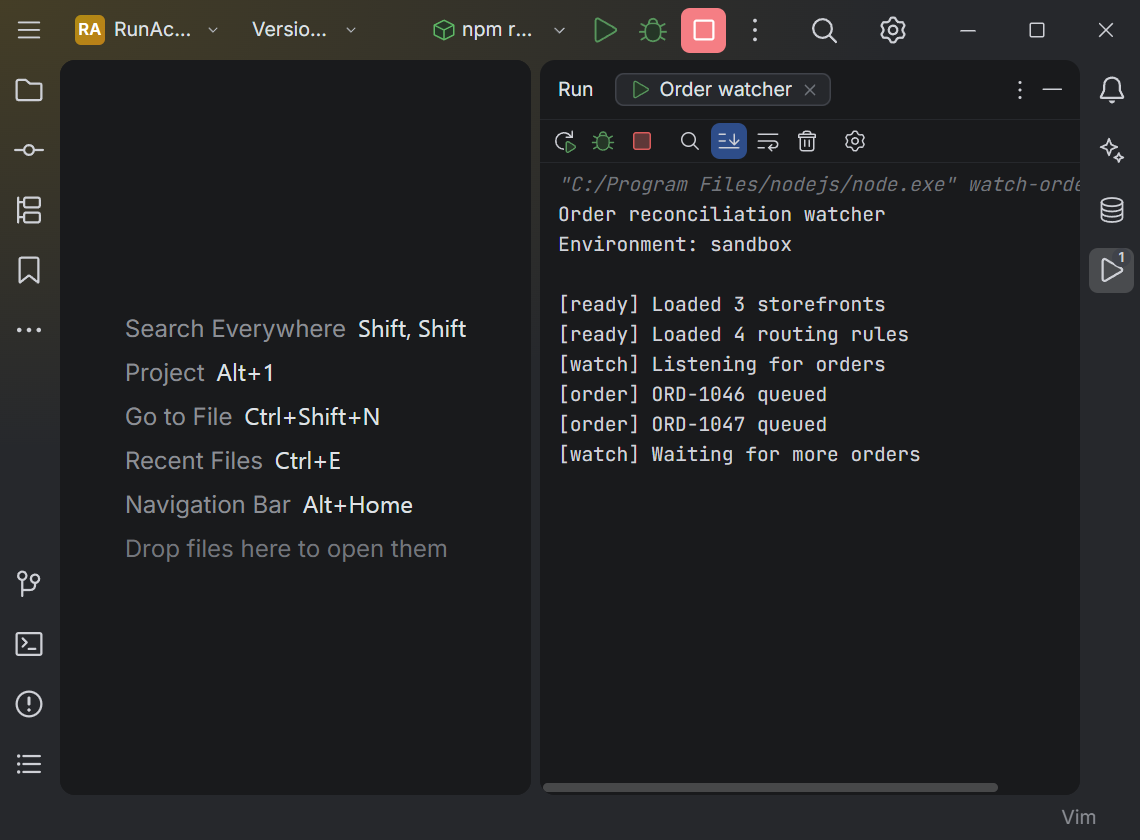 RA RunAc... Versio... npm r...
Search Everywhere Shift, Shift
Project Alt+1
Go to File Ctrl+Shift+N
Recent Files Ctrl+E
Navigation Bar Alt+Home
Drop files here to open them
Run Order watcher
"C:/Program Files/nodejs/node.exe" watch-orde
Order reconciliation watcher
Environment: sandbox
[ready] Loaded 3 storefronts
[ready] Loaded 4 routing rules
[watch] Listening for orders
[order] ORD-1046 queued
[order] ORD-1047 queued
[watch] Waiting for more orders
1
Vim